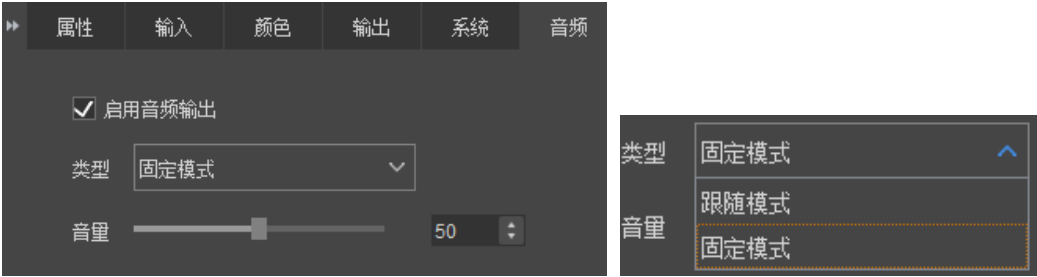 属性 输入 颜色 输出 系统 音频
启用音频输出
类型 固定模式
音量 50
类型 固定模式
跟随模式
音量
固定模式